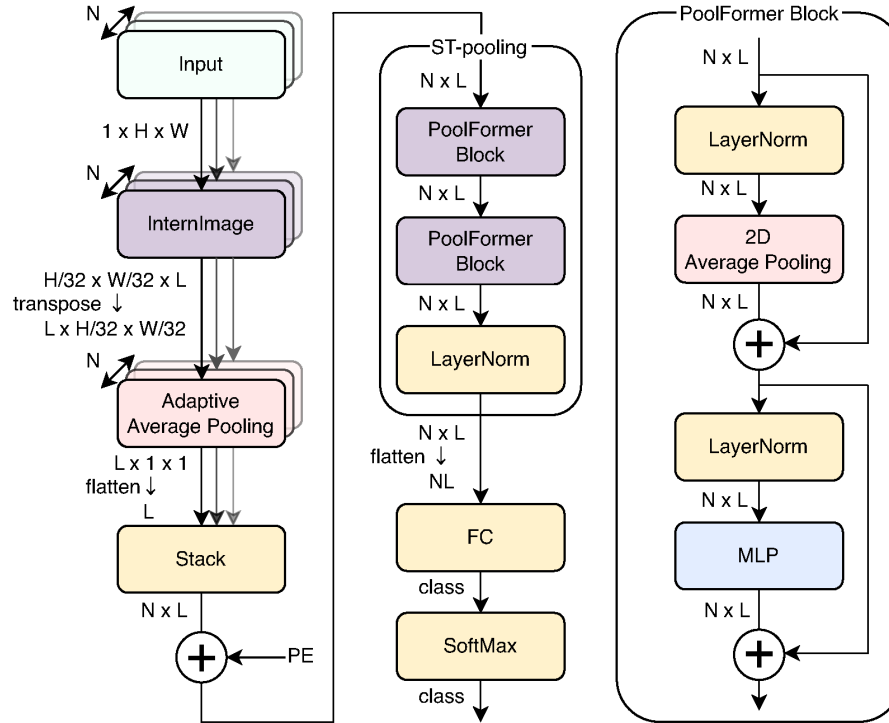 N
Input
1 x H x W
N
InternImage
H/32 x W/32 x L
transpose ↓
L x H/32 x W/32
N
Adaptive
Average Pooling
L x 1 x 1
flatten ↓
L
Stack
N x L
PE
ST-pooling
N x L
PoolFormer
Block
N x L
PoolFormer
Block
N x L
LayerNorm
N x L
flatten ↓
NL
FC
class
SoftMax
class
PoolFormer Block
N x L
LayerNorm
N x L
2D
Average Pooling
N x L
+
LayerNorm
N x L
MLP
N x L
+